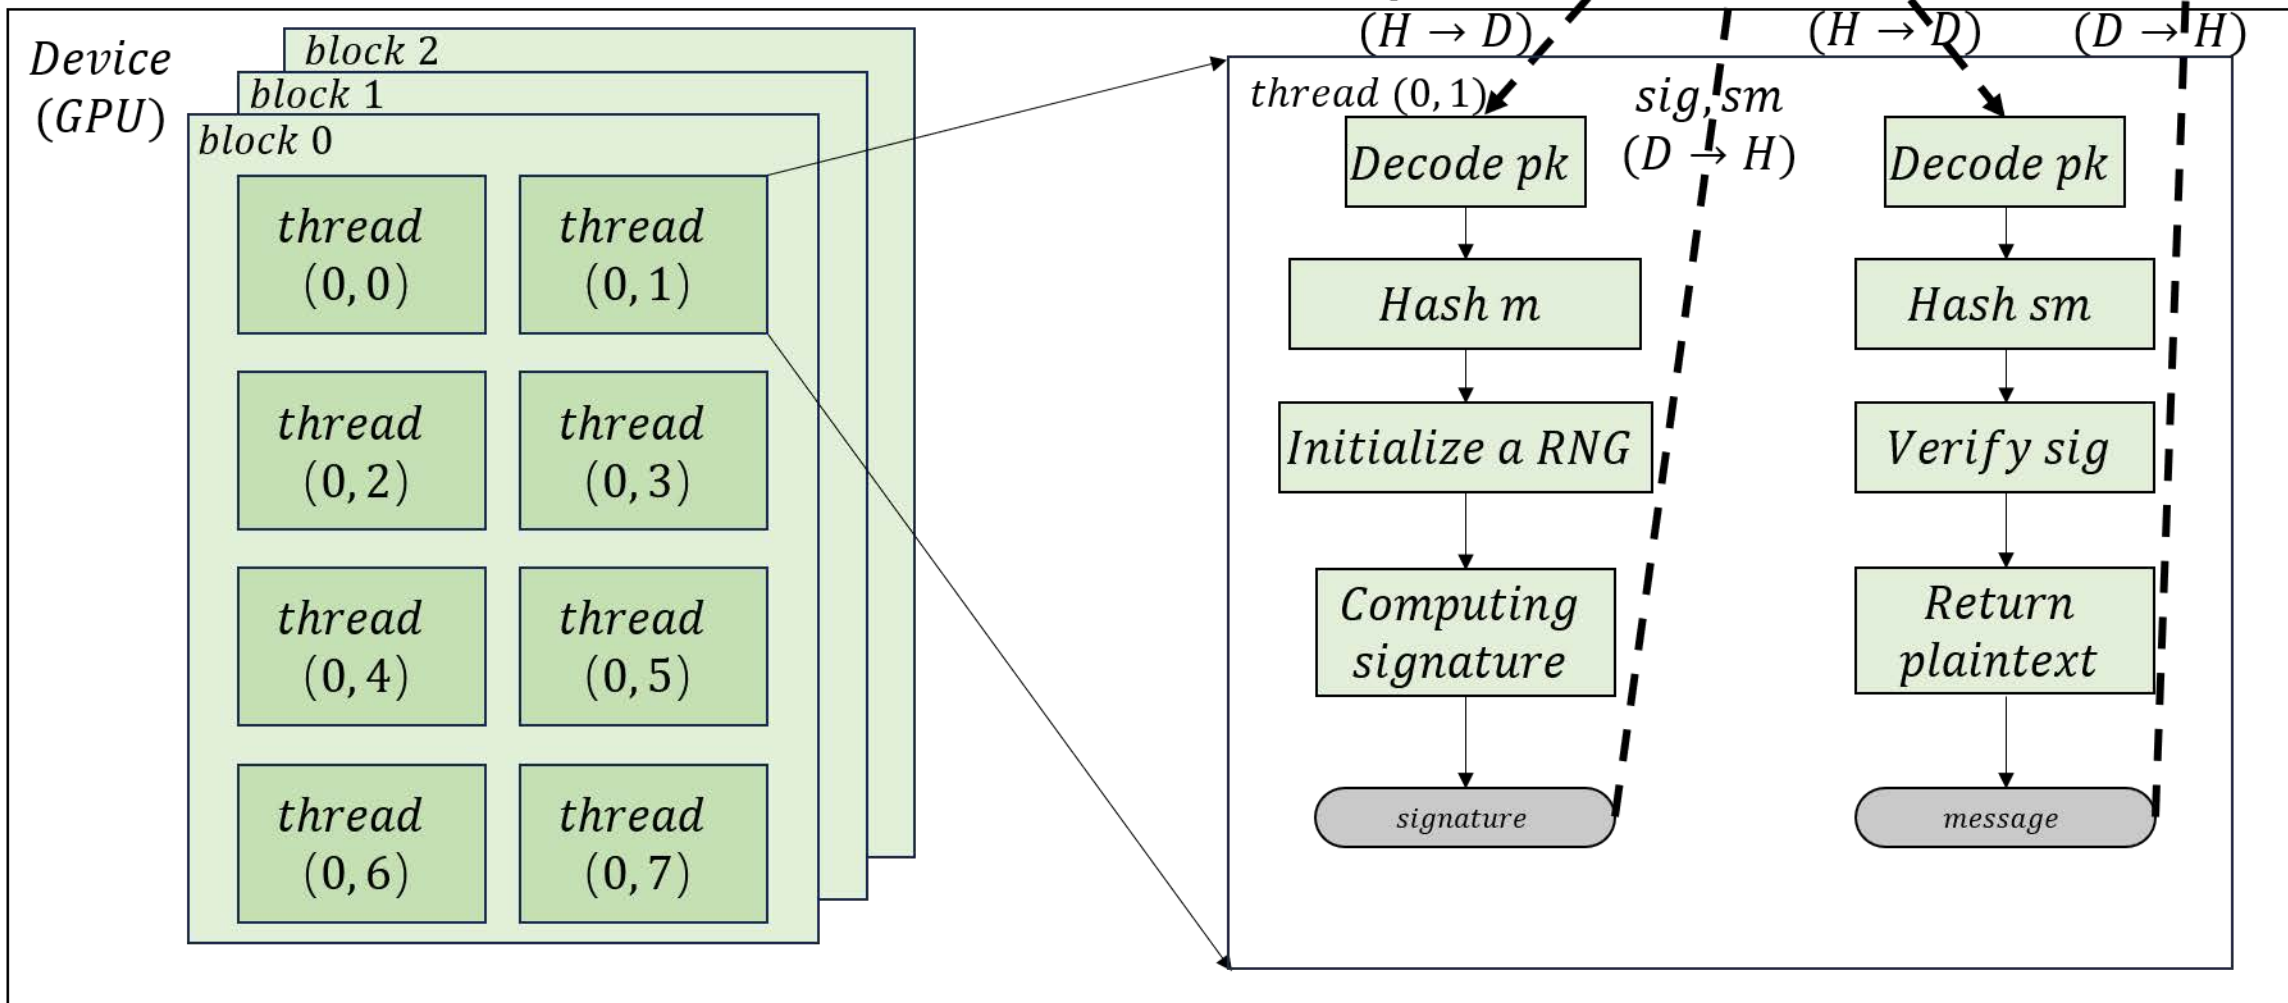 Device
(GPU)
block 2
block 1
block 0
thread
(0, 0)
thread
(0, 1)
thread
(0, 2)
thread
(0, 3)
thread
(0, 4)
thread
(0, 5)
thread
(0, 6)
thread
(0, 7)
(H → D)
(H → D)
(D → H)
thread (0, 1)
sig, sm
(D → H)
Decode pk
Hash m
Initialize a RNG
Computing
signature
signature
Decode pk
Hash sm
Verify sig
Return
plaintext
message